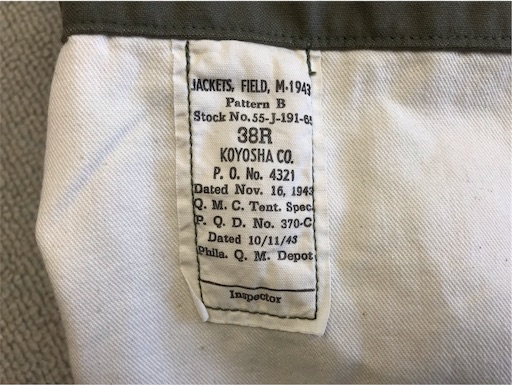 JACKETS, FIELD, M-1943
Pattern B
Stock No. 55-J-191-65
38R
KOYOSHA CO.
P. O. No. 4321
Dated Nov. 16, 1943
Q. M. C. Tent. Spec.
P. Q. D. No. 370-C
Dated 10/11/43
Phila. Q. M. Depot
Inspector